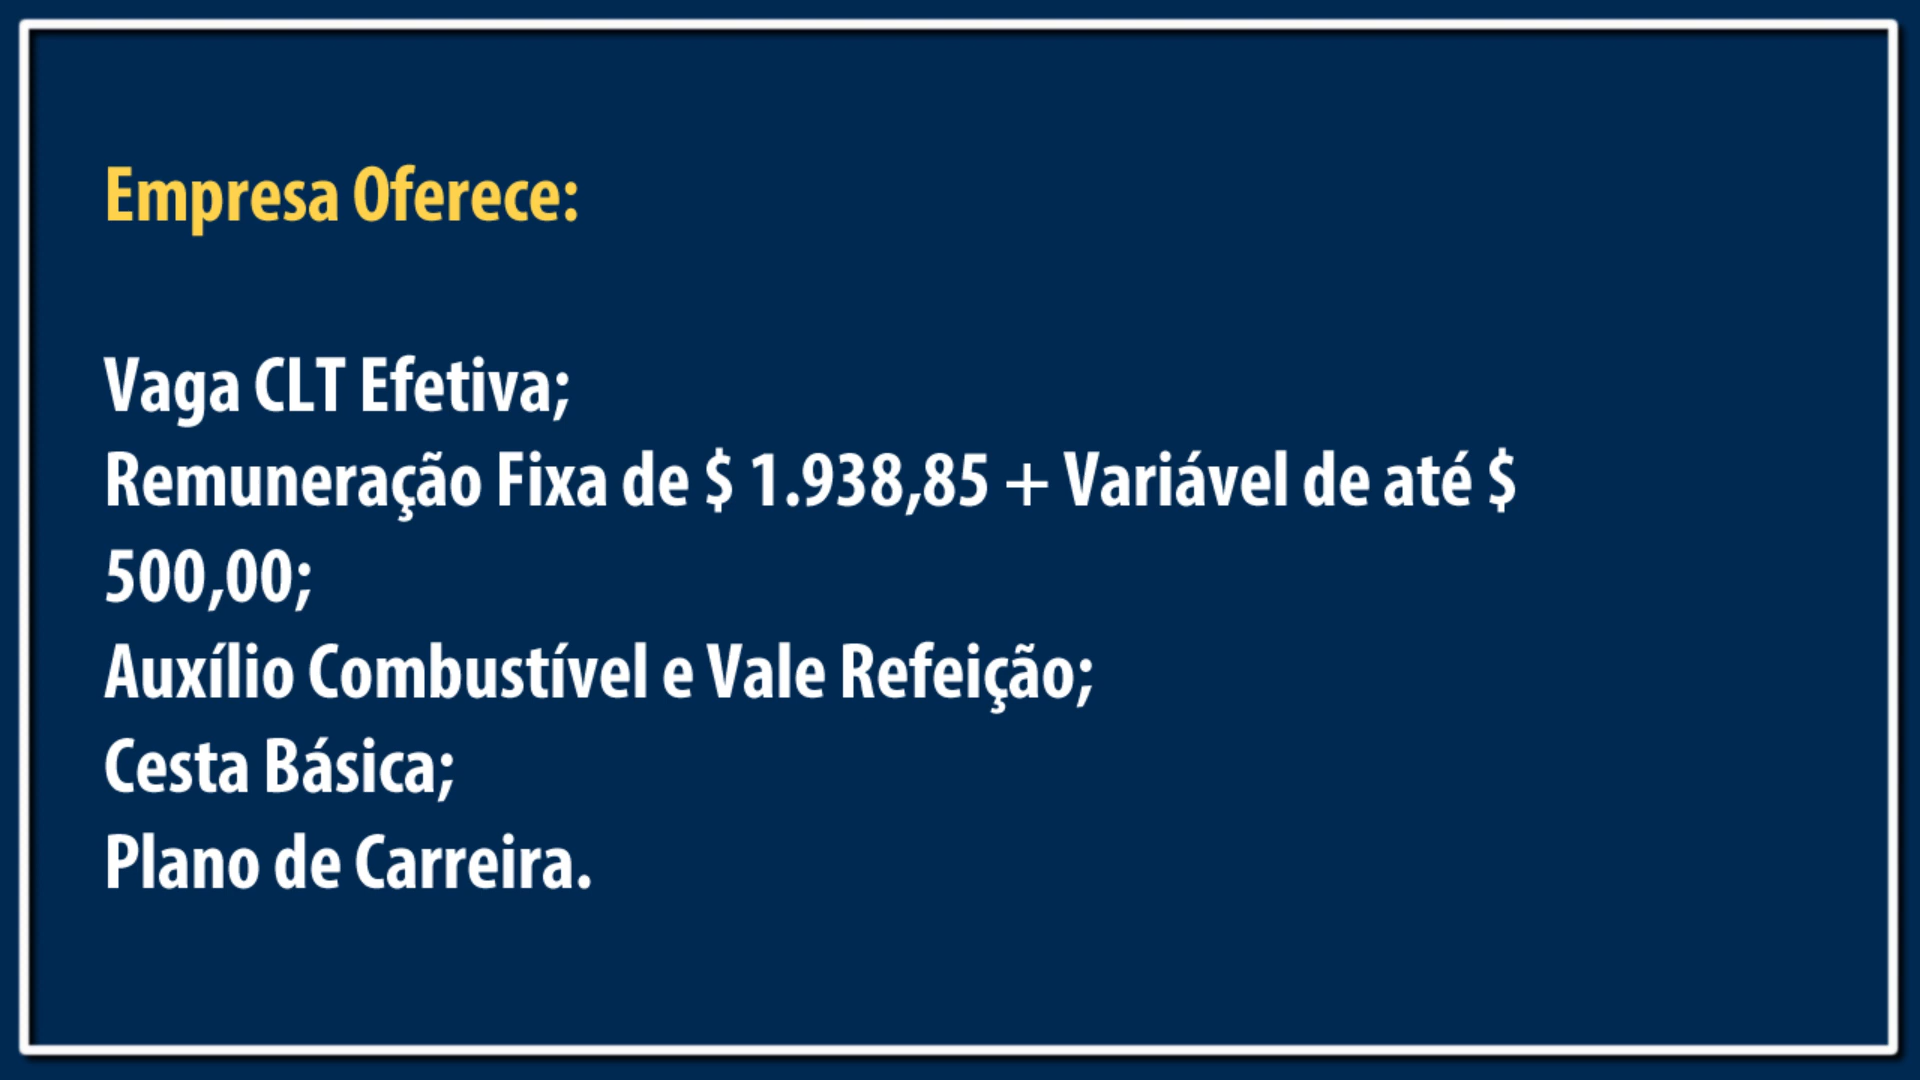 Empresa Oferece:
Vaga CLT Efetiva;
Remuneração Fixa de $ 1.938,85 + Variável de até $
500,00;
Auxílio Combustível e Vale Refeição;
Cesta Básica;
Plano de Carreira.